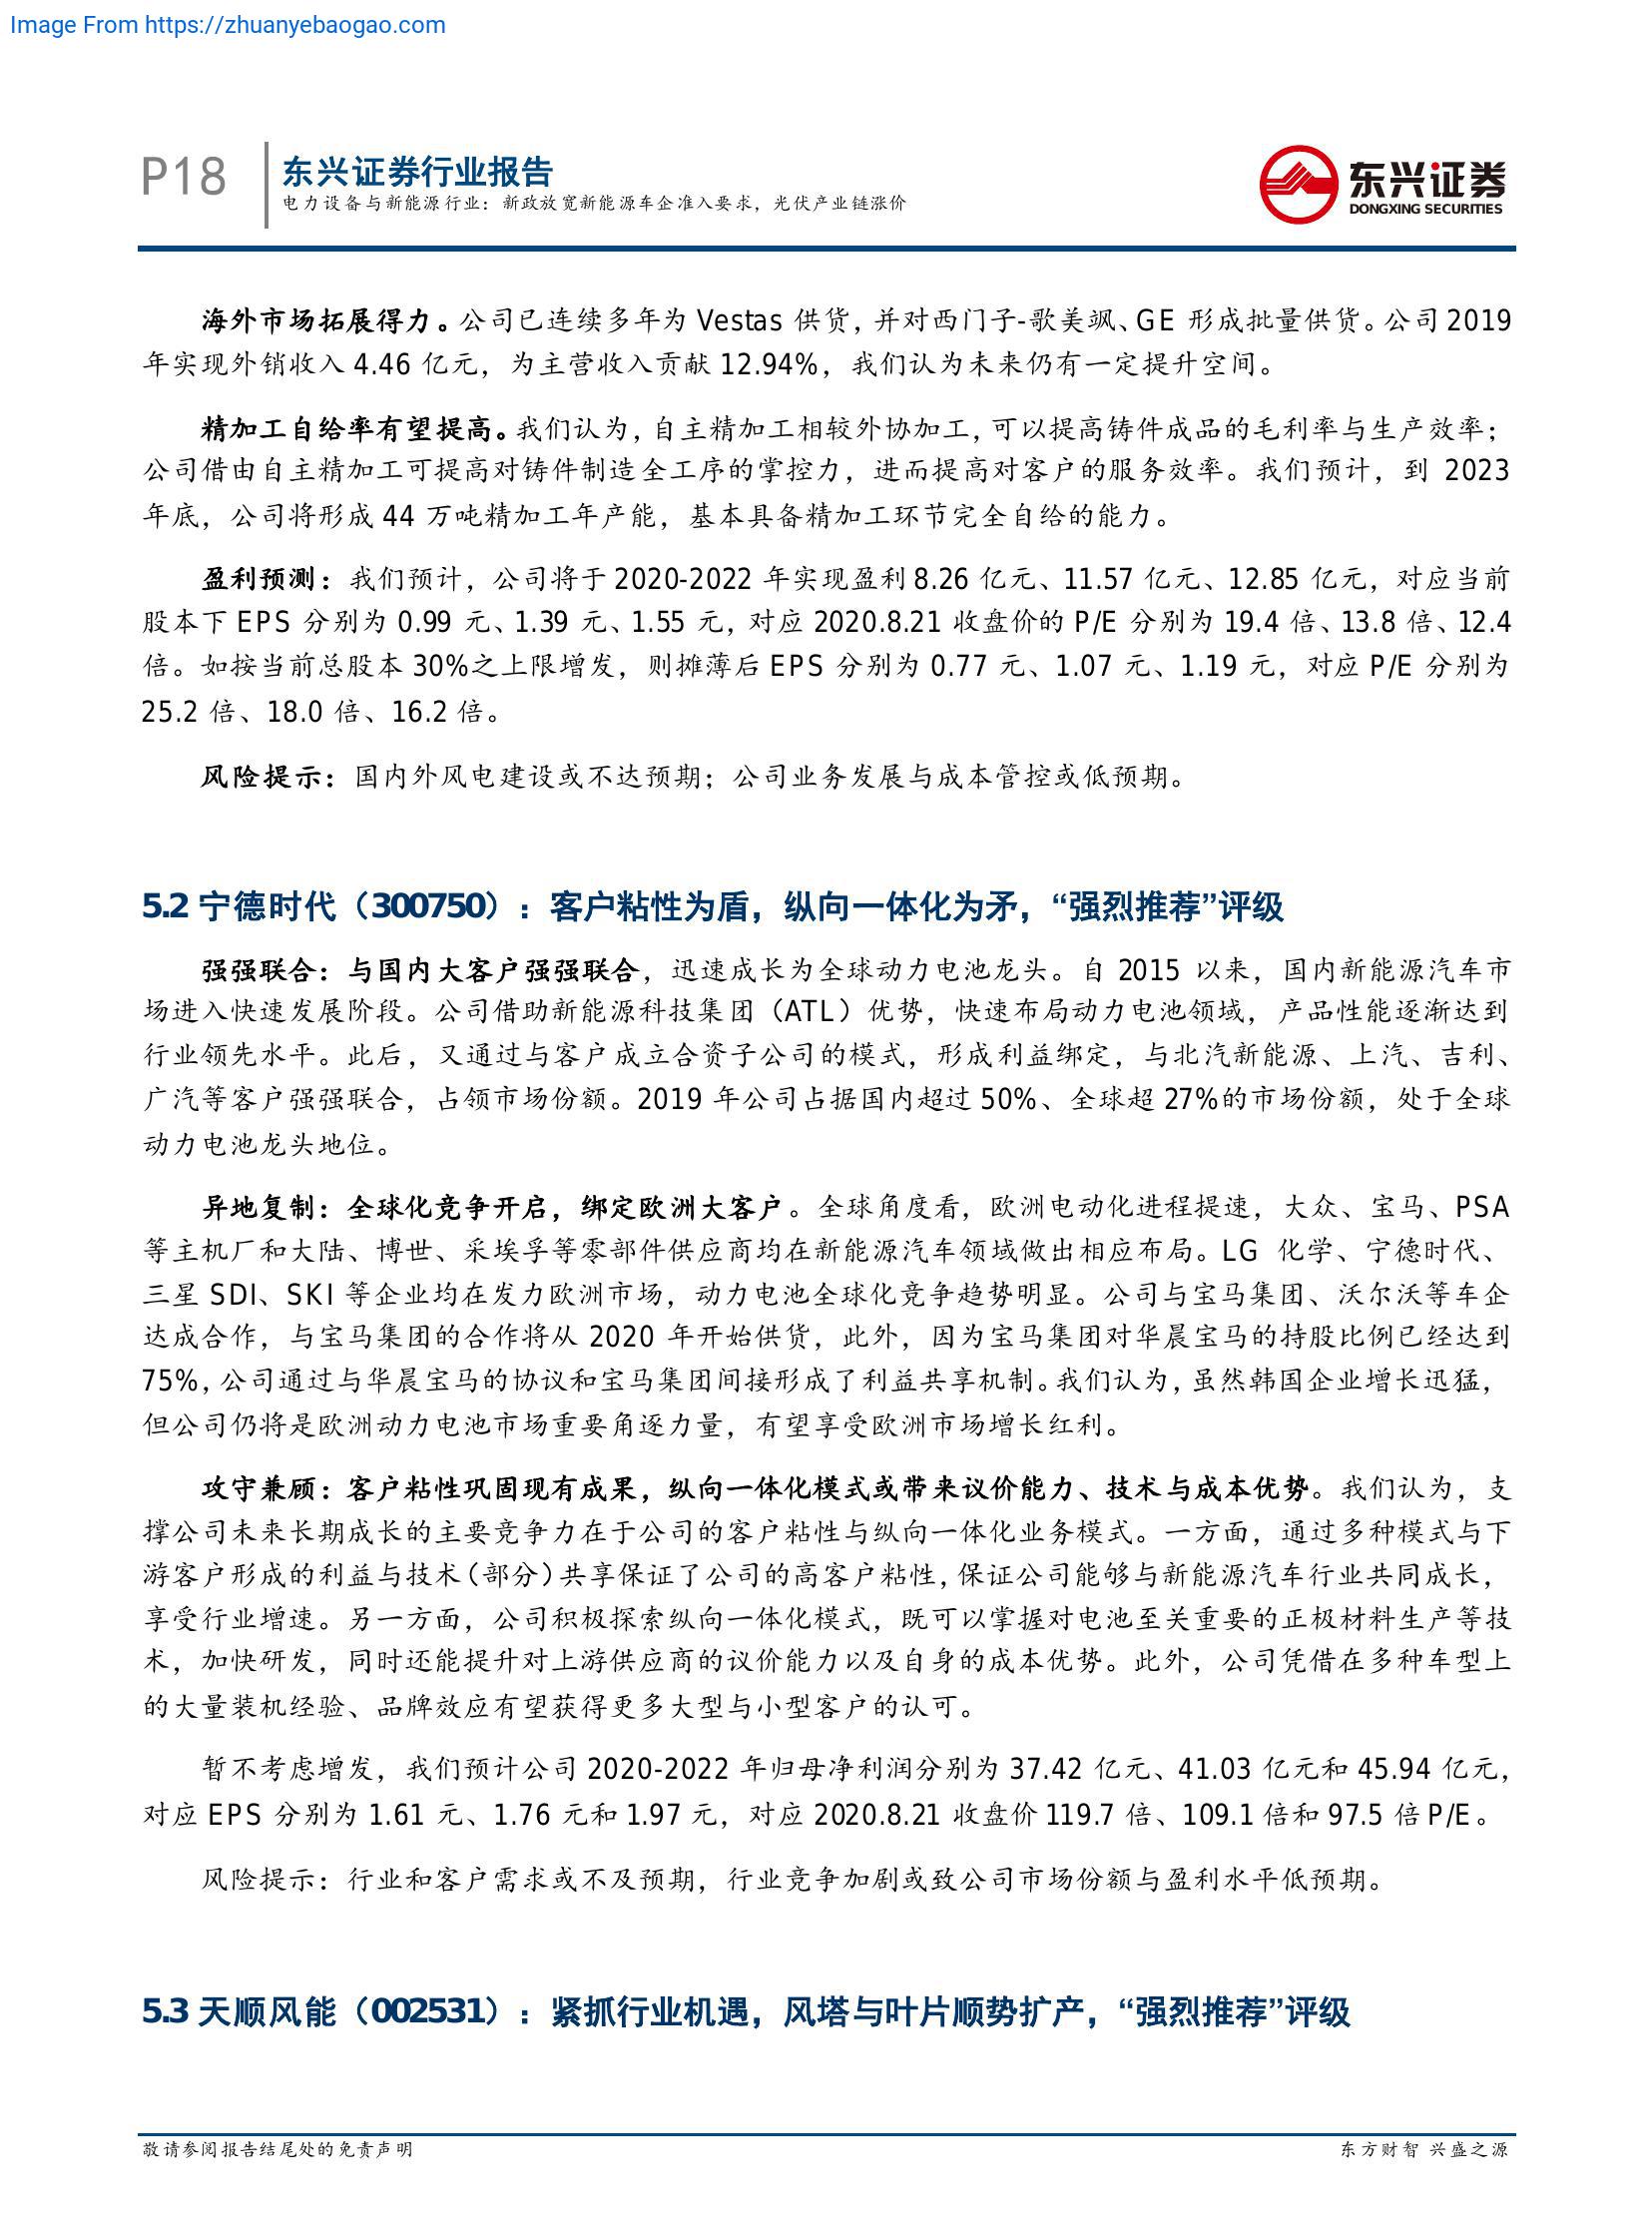 Image From https://zhuanyebaogao.com
P18
东兴证券行业报告
电力设备与新能源行业：新政放宽新能源车企准入要求，光伏产业链涨价
东兴证券
DONGXING SECURITIES
海外市场拓展得力。公司已连续多年为 Vestas 供货，并对西门子-歌美飒、GE 形成批量供货。公司 2019
年实现外销收入 4.46 亿元，为主营收入贡献 12.94%，我们认为未来仍有一定提升空间。
精加工自给率有望提高。我们认为，自主精加工相较外协加工，可以提高铸件成品的毛利率与生产效率；
公司借由自主精加工可提高对铸件制造全工序的掌控力，进而提高对客户的服务效率。我们预计，到 2023
年底，公司将形成 44 万吨精加工年产能，基本具备精加工环节完全自给的能力。
盈利预测：我们预计，公司将于 2020-2022 年实现盈利 8.26 亿元、11.57 亿元、12.85 亿元，对应当前
股本下 EPS 分别为 0.99 元、1.39 元、1.55 元，对应 2020.8.21 收盘价的 P/E 分别为 19.4 倍、13.8 倍、12.4
倍。如按当前总股本 30%之上限增发，则摊薄后 EPS 分别为 0.77 元、1.07 元、1.19 元，对应 P/E 分别为
25.2 倍、18.0 倍、16.2 倍。
风险提示：国内外风电建设或不达预期；公司业务发展与成本管控或低预期。
5.2 宁德时代（300750）：客户粘性为盾，纵向一体化为矛，“强烈推荐”评级
强强联合：与国内大客户强强联合，迅速成长为全球动力电池龙头。自 2015 以来，国内新能源汽车市
场进入快速发展阶段。公司借助新能源科技集团（ATL）优势，快速布局动力电池领域，产品性能逐渐达到
行业领先水平。此后，又通过与客户成立合资子公司的模式，形成利益绑定，与北汽新能源、上汽、吉利、
广汽等客户强强联合，占领市场份额。2019 年公司占据国内超过 50%、全球超 27%的市场份额，处于全球
动力电池龙头地位。
异地复制：全球化竞争开启，绑定欧洲大客户。全球角度看，欧洲电动化进程提速，大众、宝马、PSA
等主机厂和大陆、博世、采埃孚等零部件供应商均在新能源汽车领域做出相应布局。LG 化学、宁德时代、
三星 SDI、SKI 等企业均在发力欧洲市场，动力电池全球化竞争趋势明显。公司与宝马集团、沃尔沃等车企
达成合作，与宝马集团的合作将从 2020 年开始供货，此外，因为宝马集团对华晨宝马的持股比例已经达到
75%，公司通过与华晨宝马的协议和宝马集团间接形成了利益共享机制。我们认为，虽然韩国企业增长迅猛，
但公司仍将是欧洲动力电池市场重要角逐力量，有望享受欧洲市场增长红利。
攻守兼顾：客户粘性巩固现有成果，纵向一体化模式或带来议价能力、技术与成本优势。我们认为，支
撑公司未来长期成长的主要竞争力在于公司的客户粘性与纵向一体化业务模式。一方面，通过多种模式与下
游客户形成的利益与技术（部分）共享保证了公司的高客户粘性，保证公司能够与新能源汽车行业共同成长，
享受行业增速。另一方面，公司积极探索纵向一体化模式，既可以掌握对电池至关重要的正极材料生产等技
术，加快研发，同时还能提升对上游供应商的议价能力以及自身的成本优势。此外，公司凭借在多种车型上
的大量装机经验、品牌效应有望获得更多大型与小型客户的认可。
暂不考虑增发，我们预计公司 2020-2022 年归母净利润分别为 37.42 亿元、41.03 亿元和 45.94 亿元，
对应 EPS 分别为 1.61 元、1.76 元和 1.97 元，对应 2020.8.21 收盘价 119.7 倍、109.1 倍和 97.5 倍 P/E。
风险提示：行业和客户需求或不及预期，行业竞争加剧或致公司市场份额与盈利水平低预期。
5.3 天顺风能（002531）：紧抓行业机遇，风塔与叶片顺势扩产，“强烈推荐”评级
敬请参阅报告结尾处的免责声明
东方财智 兴盛之源